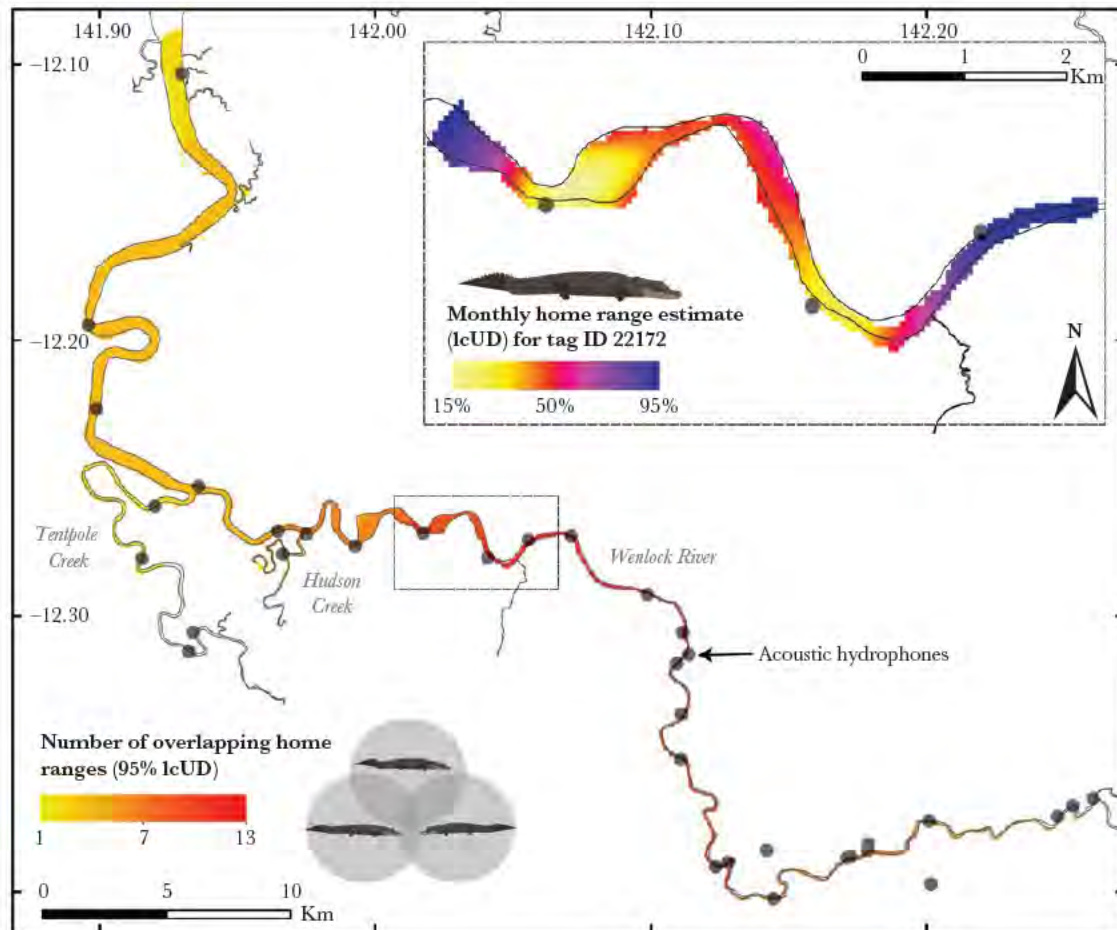 141.90
142.00
142.10
142.20
−12.10
−12.20
−12.30
0
1
2
Km
Monthly home range estimate
(lcUD) for tag ID 22172
15%
50%
95%
N
Tentpole
Creek
Hudson
Creek
Wenlock River
Acoustic hydrophones
Number of overlapping home
ranges (95% lcUD)
1
7
13
0
5
10
Km